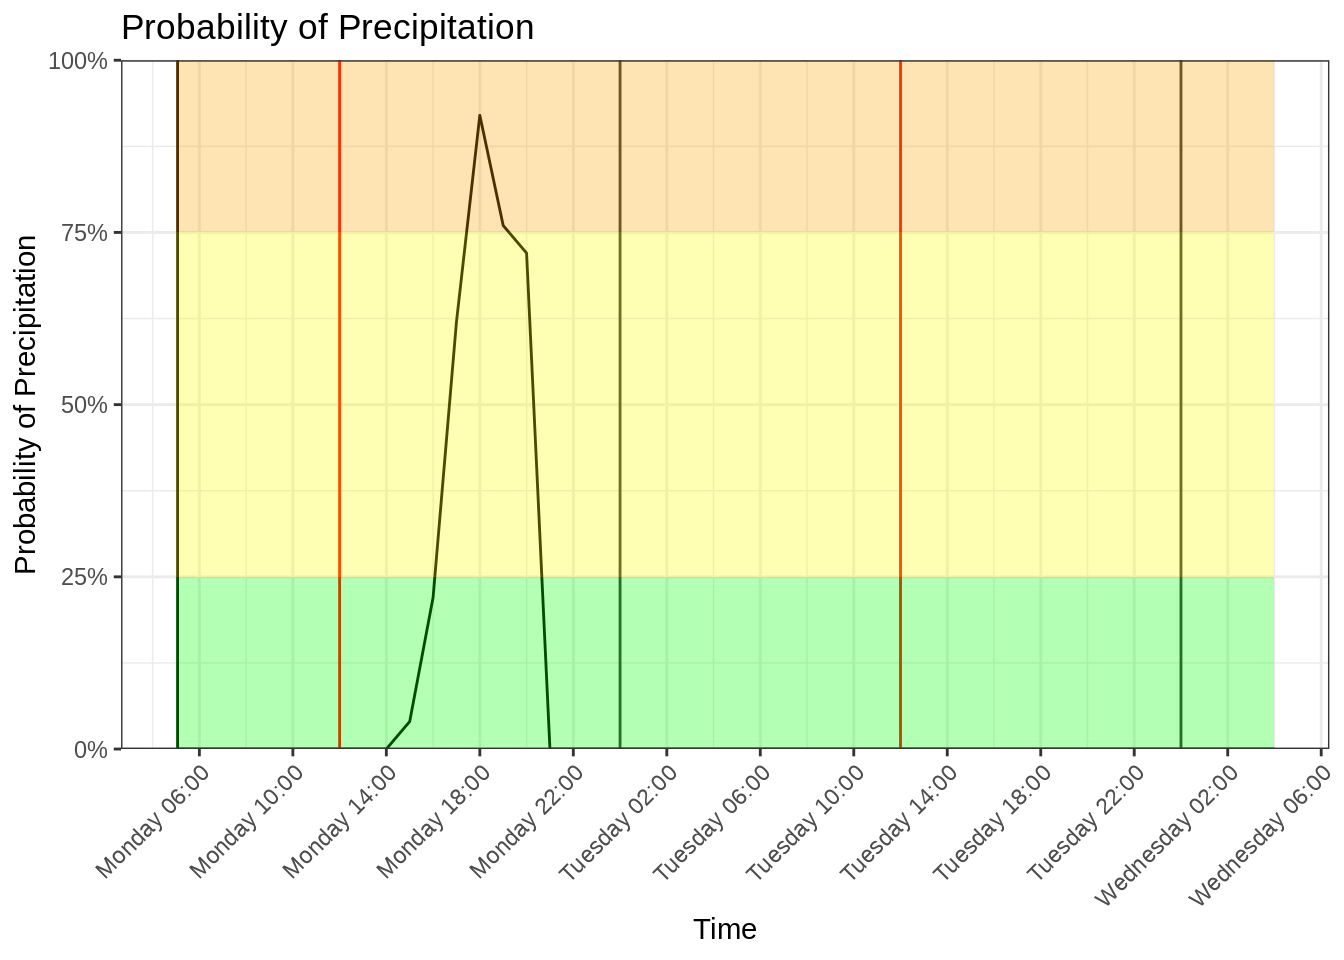 Probability of Precipitation
Probability of Precipitation
100%
75%
50%
25%
0%
Monday 06:00
Monday 10:00
Monday 14:00
Monday 18:00
Monday 22:00
Tuesday 02:00
Tuesday 06:00
Tuesday 10:00
Tuesday 14:00
Tuesday 18:00
Tuesday 22:00
Wednesday 02:00
Wednesday 06:00
Time